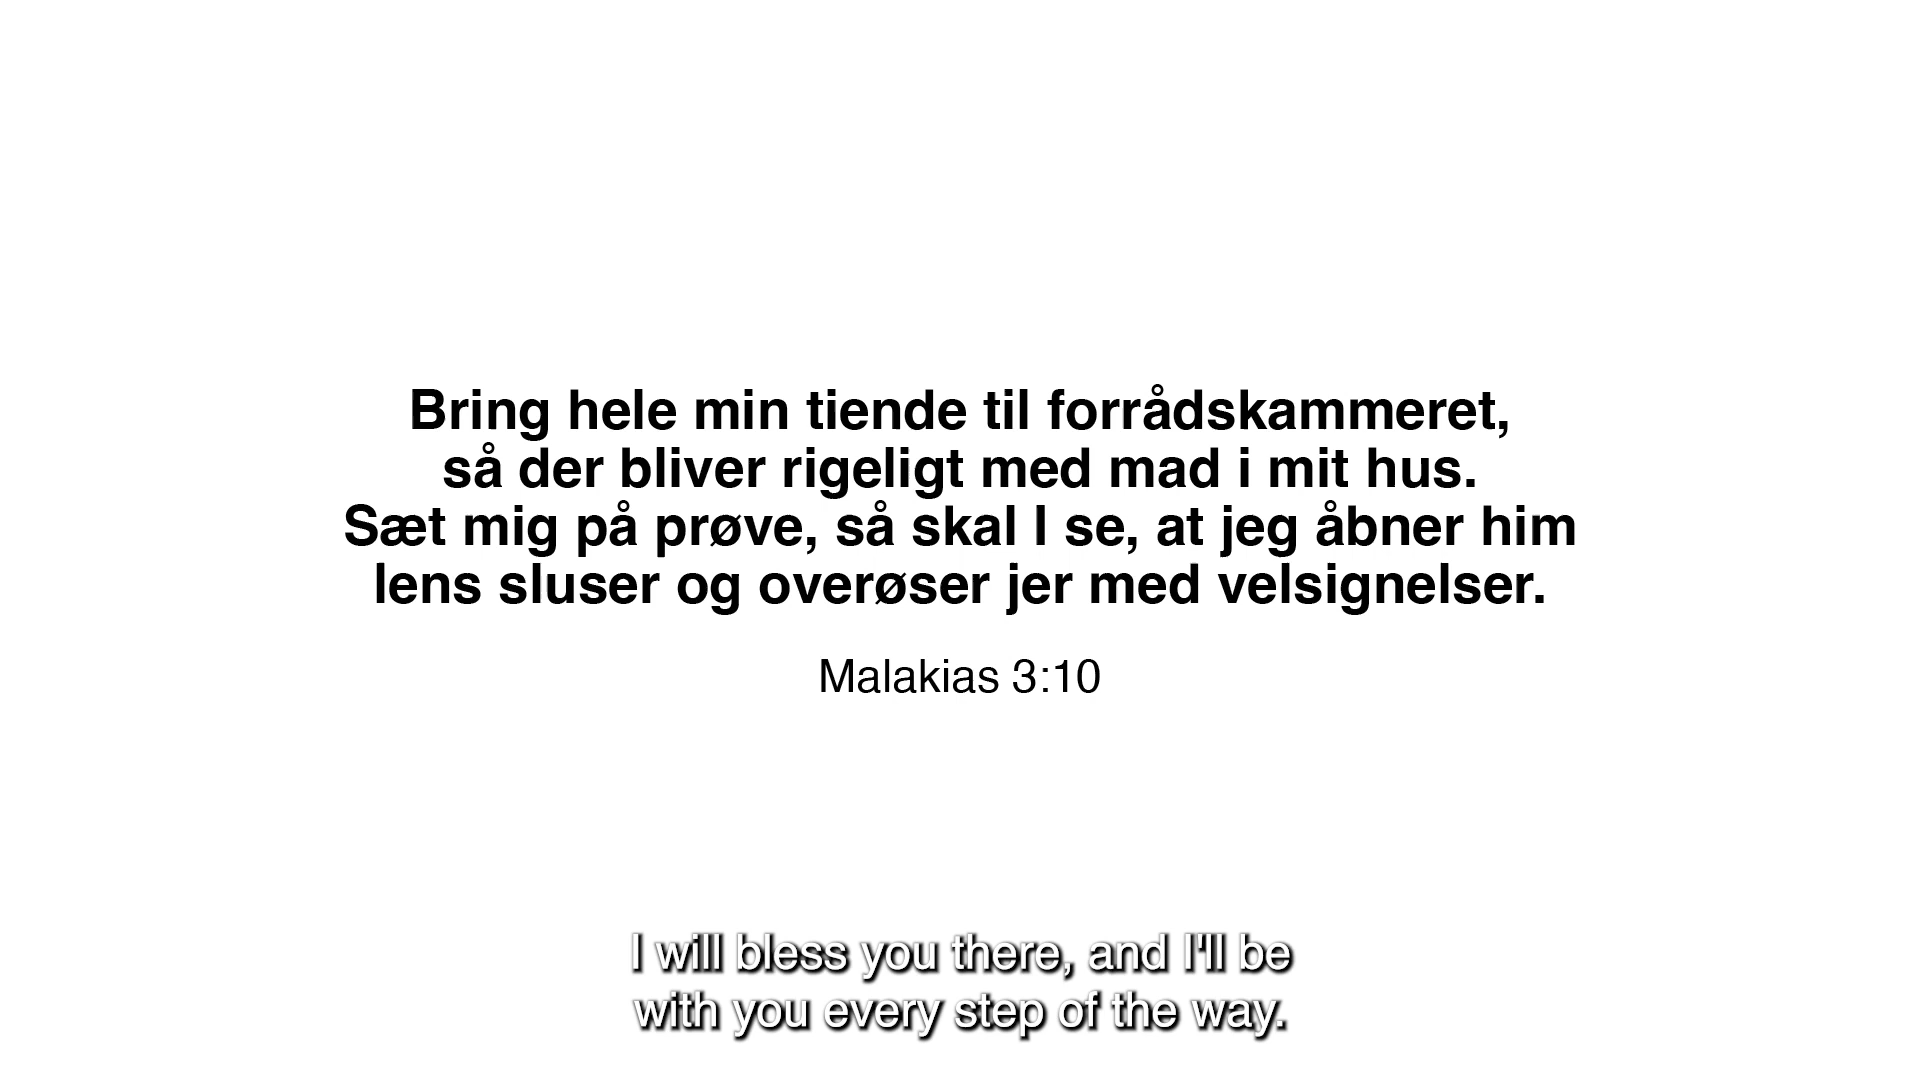 Bring hele min tiende til forrådskammeret,
så der bliver rigeligt med mad i mit hus.
Sæt mig på prøve, så skal I se, at jeg åbner him
lens sluser og overøser jer med velsignelser.
Malakias 3:10
I will bless you there, and I'll be
with you every step of the way.